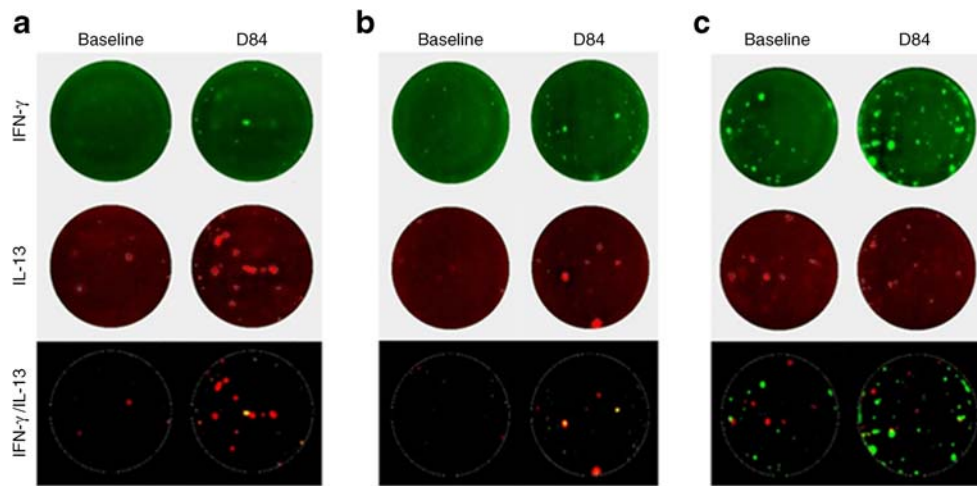 a
b
c
Baseline
D84
Baseline
D84
Baseline
D84
IFN-γ
IL-13
IFN-γ/IL-13